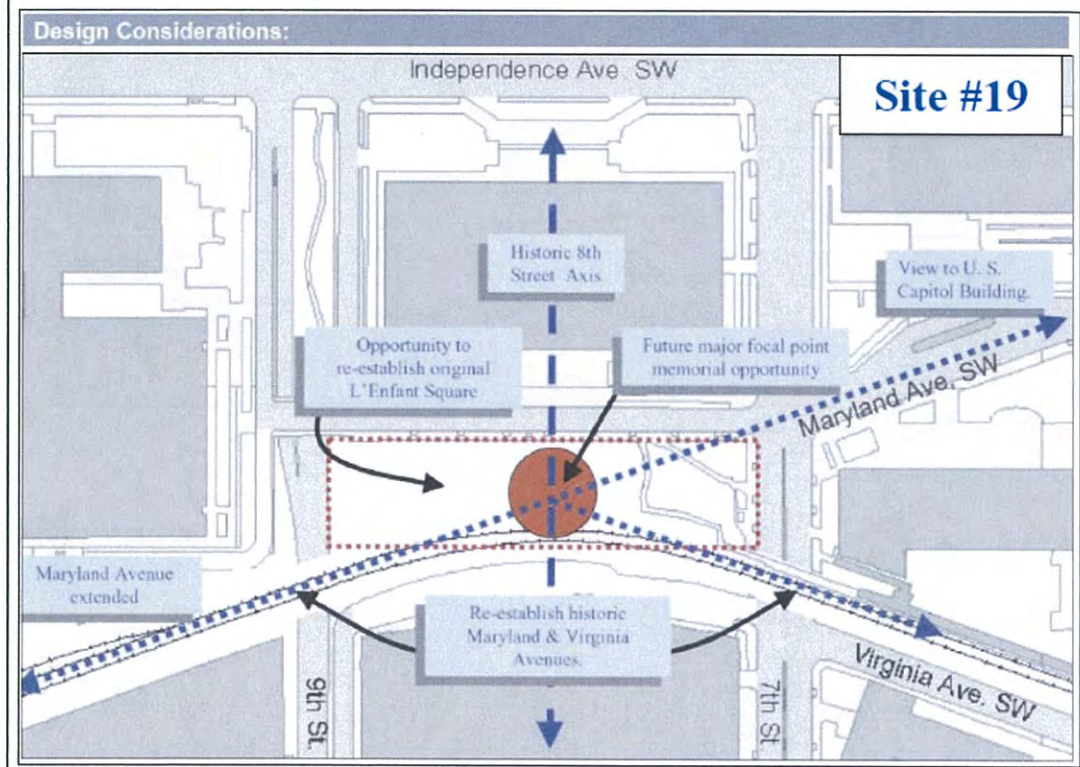 Design Considerations:
Independence Ave. SW
Site #19
Historic 8th
Street Axis
View to U. S.
Capitol Building.
Opportunity to
re-establish original
L'Enfant Square
Future major focal point
memorial opportunity
Maryland Ave, SW
Maryland Avenue
extended
Re-establish historic
Maryland & Virginia
Avenues.
Virginia Ave, SW
9th St.
7th St.